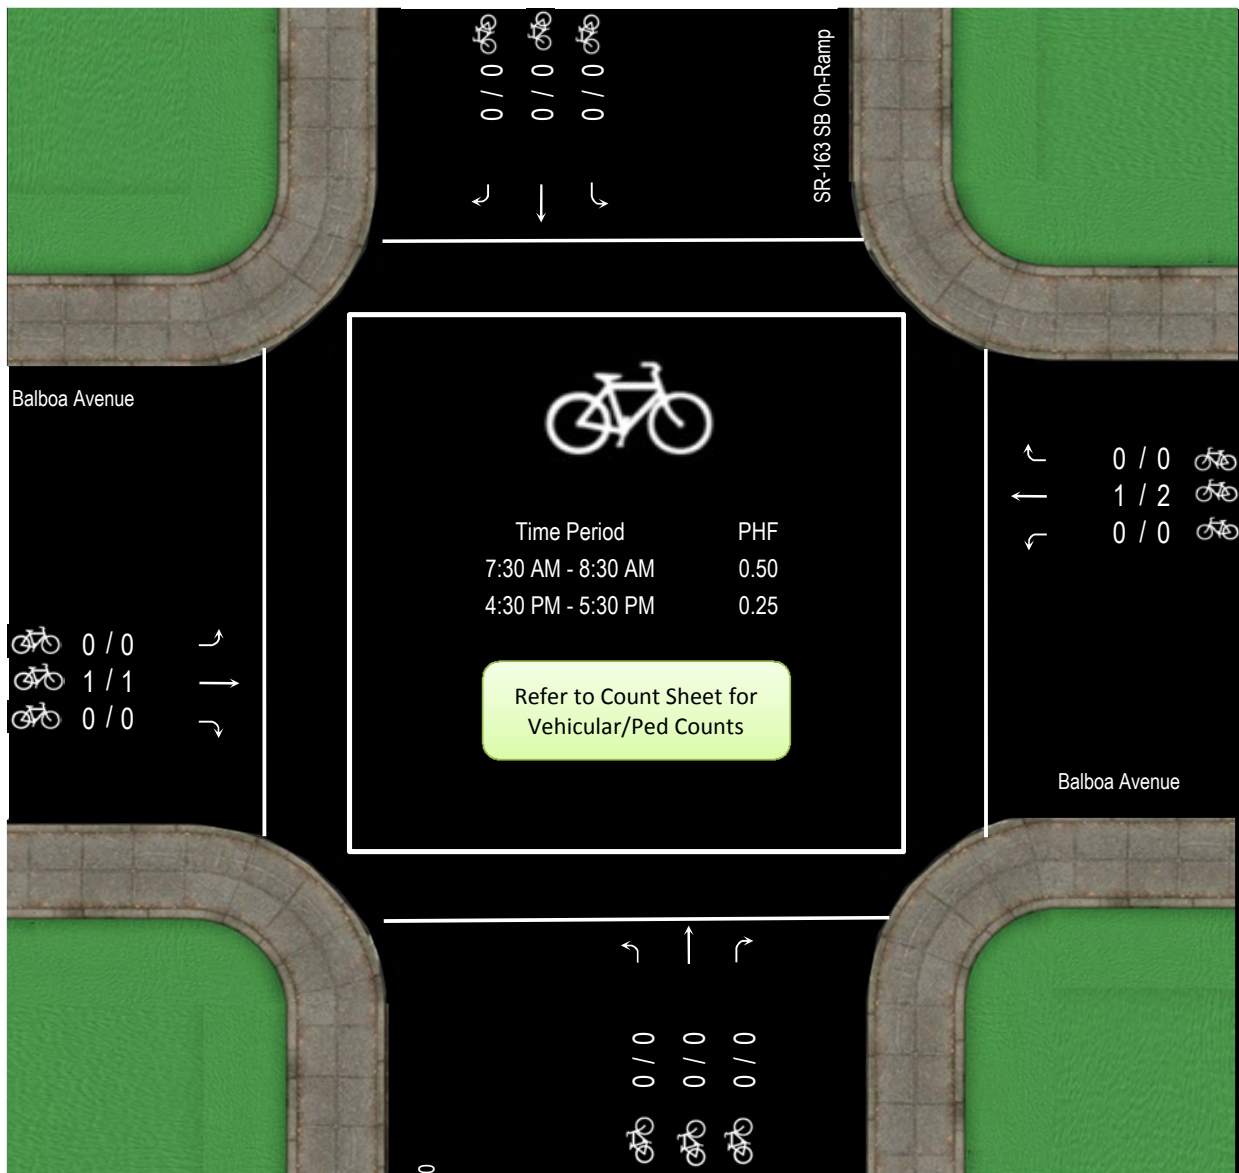 0 / 0
0 / 0
0 / 0
SR-163 SB On-Ramp
Balboa Avenue
0 / 0
1 / 2
0 / 0
Time Period PHF
7:30 AM - 8:30 AM 0.50
4:30 PM - 5:30 PM 0.25
0 / 0
1 / 1
0 / 0
Refer to Count Sheet for
Vehicular/Ped Counts
Balboa Avenue
0 / 0
0 / 0
0 / 0
0